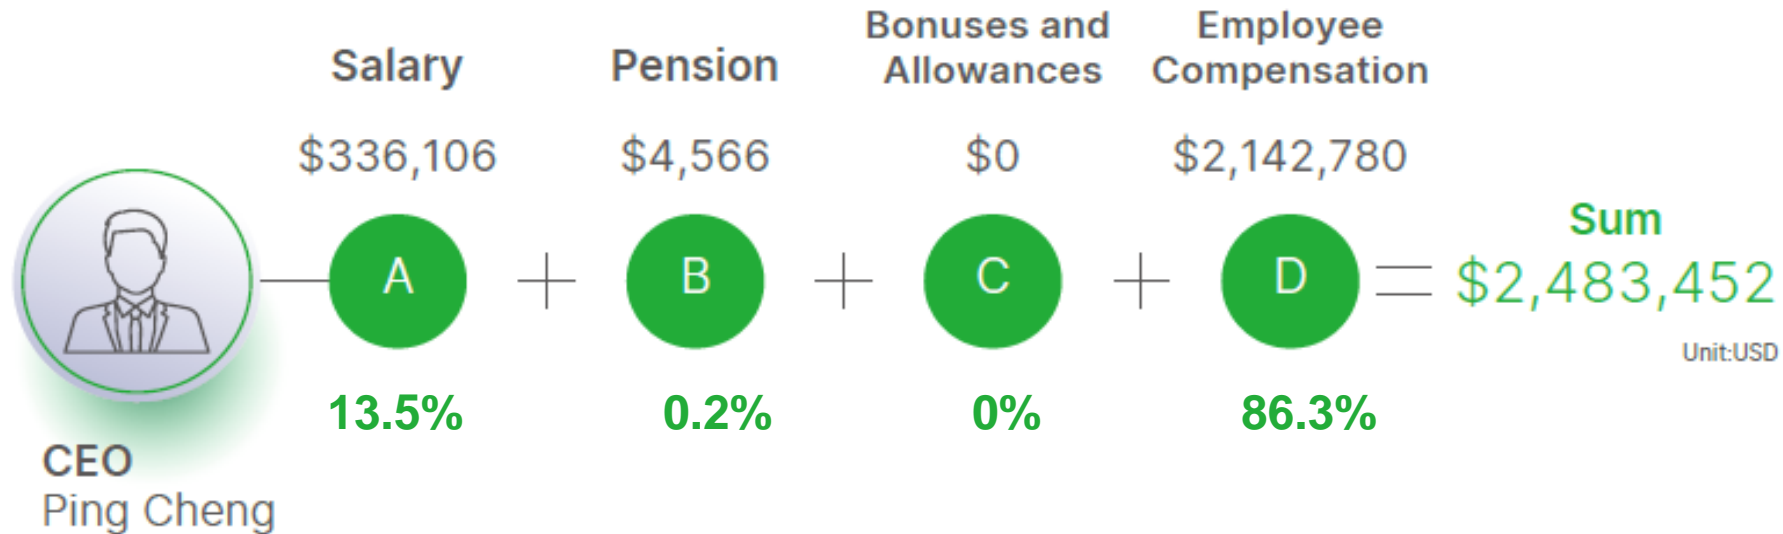 Salary
Pension
Bonuses and
Allowances
Employee
Compensation
$336,106
$4,566
$0
$2,142,780
A
B
C
D
Sum
$2,483,452
Unit:USD
13.5%
0.2%
0%
86.3%
CEO
Ping Cheng